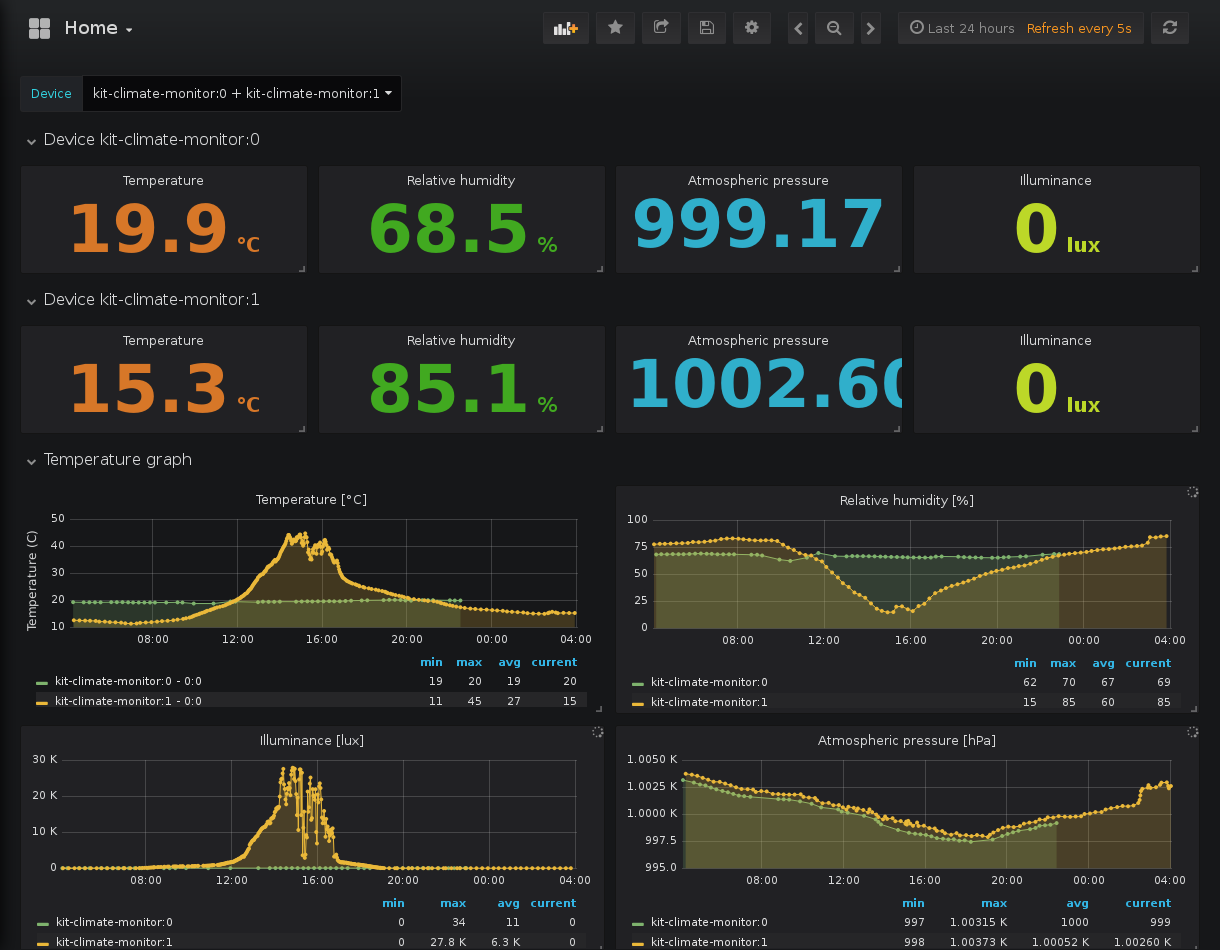 Home
Last 24 hours Refresh every 5s
Device kit-climate-monitor:0 + kit-climate-monitor:1
Device kit-climate-monitor:0
Temperature Relative humidity Atmospheric pressure Illuminance
19.9 °C 68.5 % 999.17 0 lux
Device kit-climate-monitor:1
Temperature Relative humidity Atmospheric pressure Illuminance
15.3 °C 85.1 % 1002.60 0 lux
Temperature graph
Temperature [°C]
Temperature (C)
50
40
30
20
10
08:00 12:00 16:00 20:00 00:00 04:00
min max avg current
kit-climate-monitor:0 - 0:0 19 20 19 20
kit-climate-monitor:1 - 0:0 11 45 27 15
Relative humidity [%]
100
75
50
25
0
08:00 12:00 16:00 20:00 00:00 04:00
min max avg current
kit-climate-monitor:0 62 70 67 69
kit-climate-monitor:1 15 85 60 85
Illuminance [lux]
30 K
20 K
10 K
0
08:00 12:00 16:00 20:00 00:00 04:00
min max avg current
kit-climate-monitor:0 0 34 11 0
kit-climate-monitor:1 0 27.8 K 6.3 K 0
Atmospheric pressure [hPa]
1.0050 K
1.0025 K
1.0000 K
997.5
995.0
08:00 12:00 16:00 20:00 00:00 04:00
min max avg current
kit-climate-monitor:0 997 1.00315 K 1000 999
kit-climate-monitor:1 998 1.00373 K 1.00052 K 1.00260 K